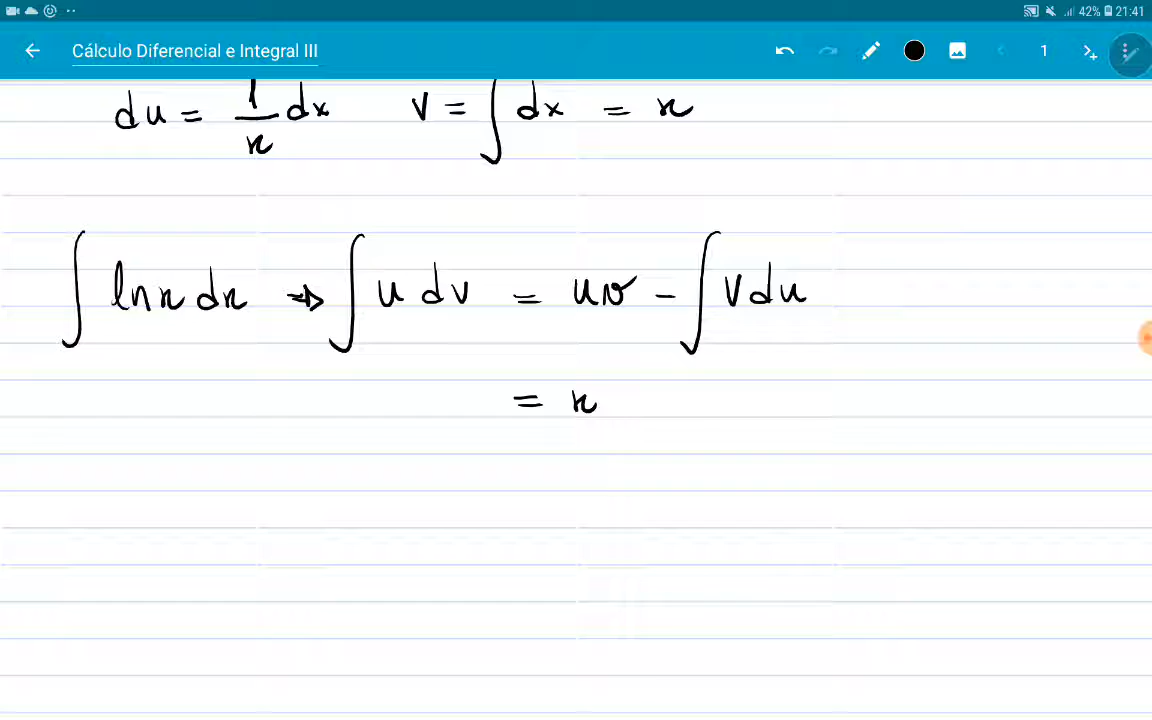 42% 21:41
Cálculo Diferencial e Integral III 1
du = 1/x dx v = ∫ dx = x
∫ ln x dx ⇒ ∫ u dv = uv - ∫ v du
= x